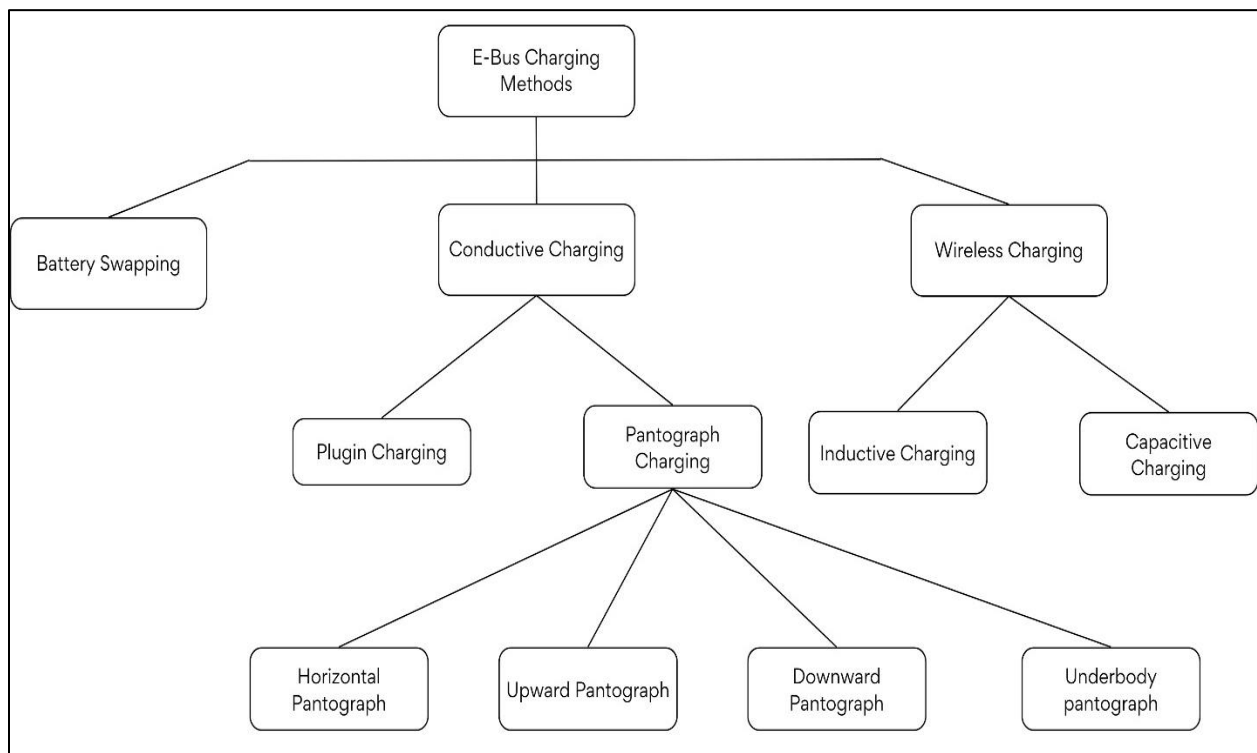 E-Bus Charging
Methods
Battery Swapping
Conductive Charging
Wireless Charging
Plugin Charging
Pantograph
Charging
Inductive Charging
Capacitive
Charging
Horizontal
Pantograph
Upward Pantograph
Downward
Pantograph
Underbody
pantograph